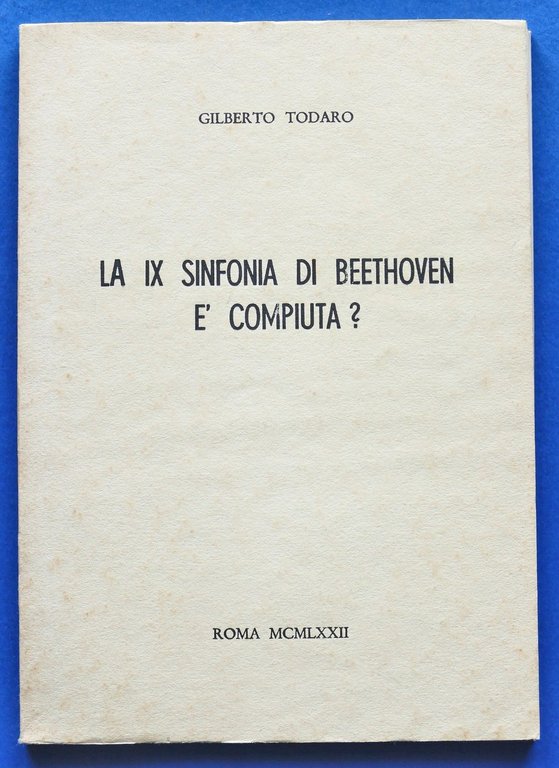 GILBERTO TODARO
LA IX SINFONIA DI BEETHOVEN
E' COMPIUTA?
ROMA MCMLXXII